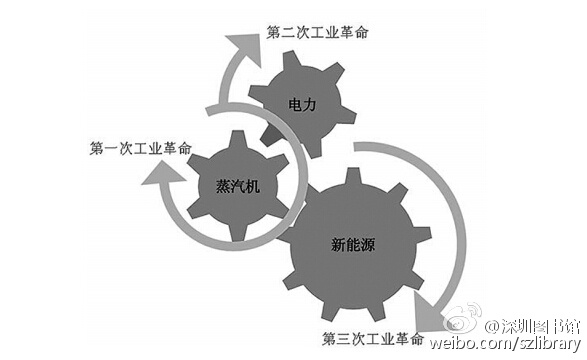 第二次工业革命
电力
第一次工业革命
蒸汽机
新能源
第三次工业革命
@深圳图书馆
weibo.com/szlibrary